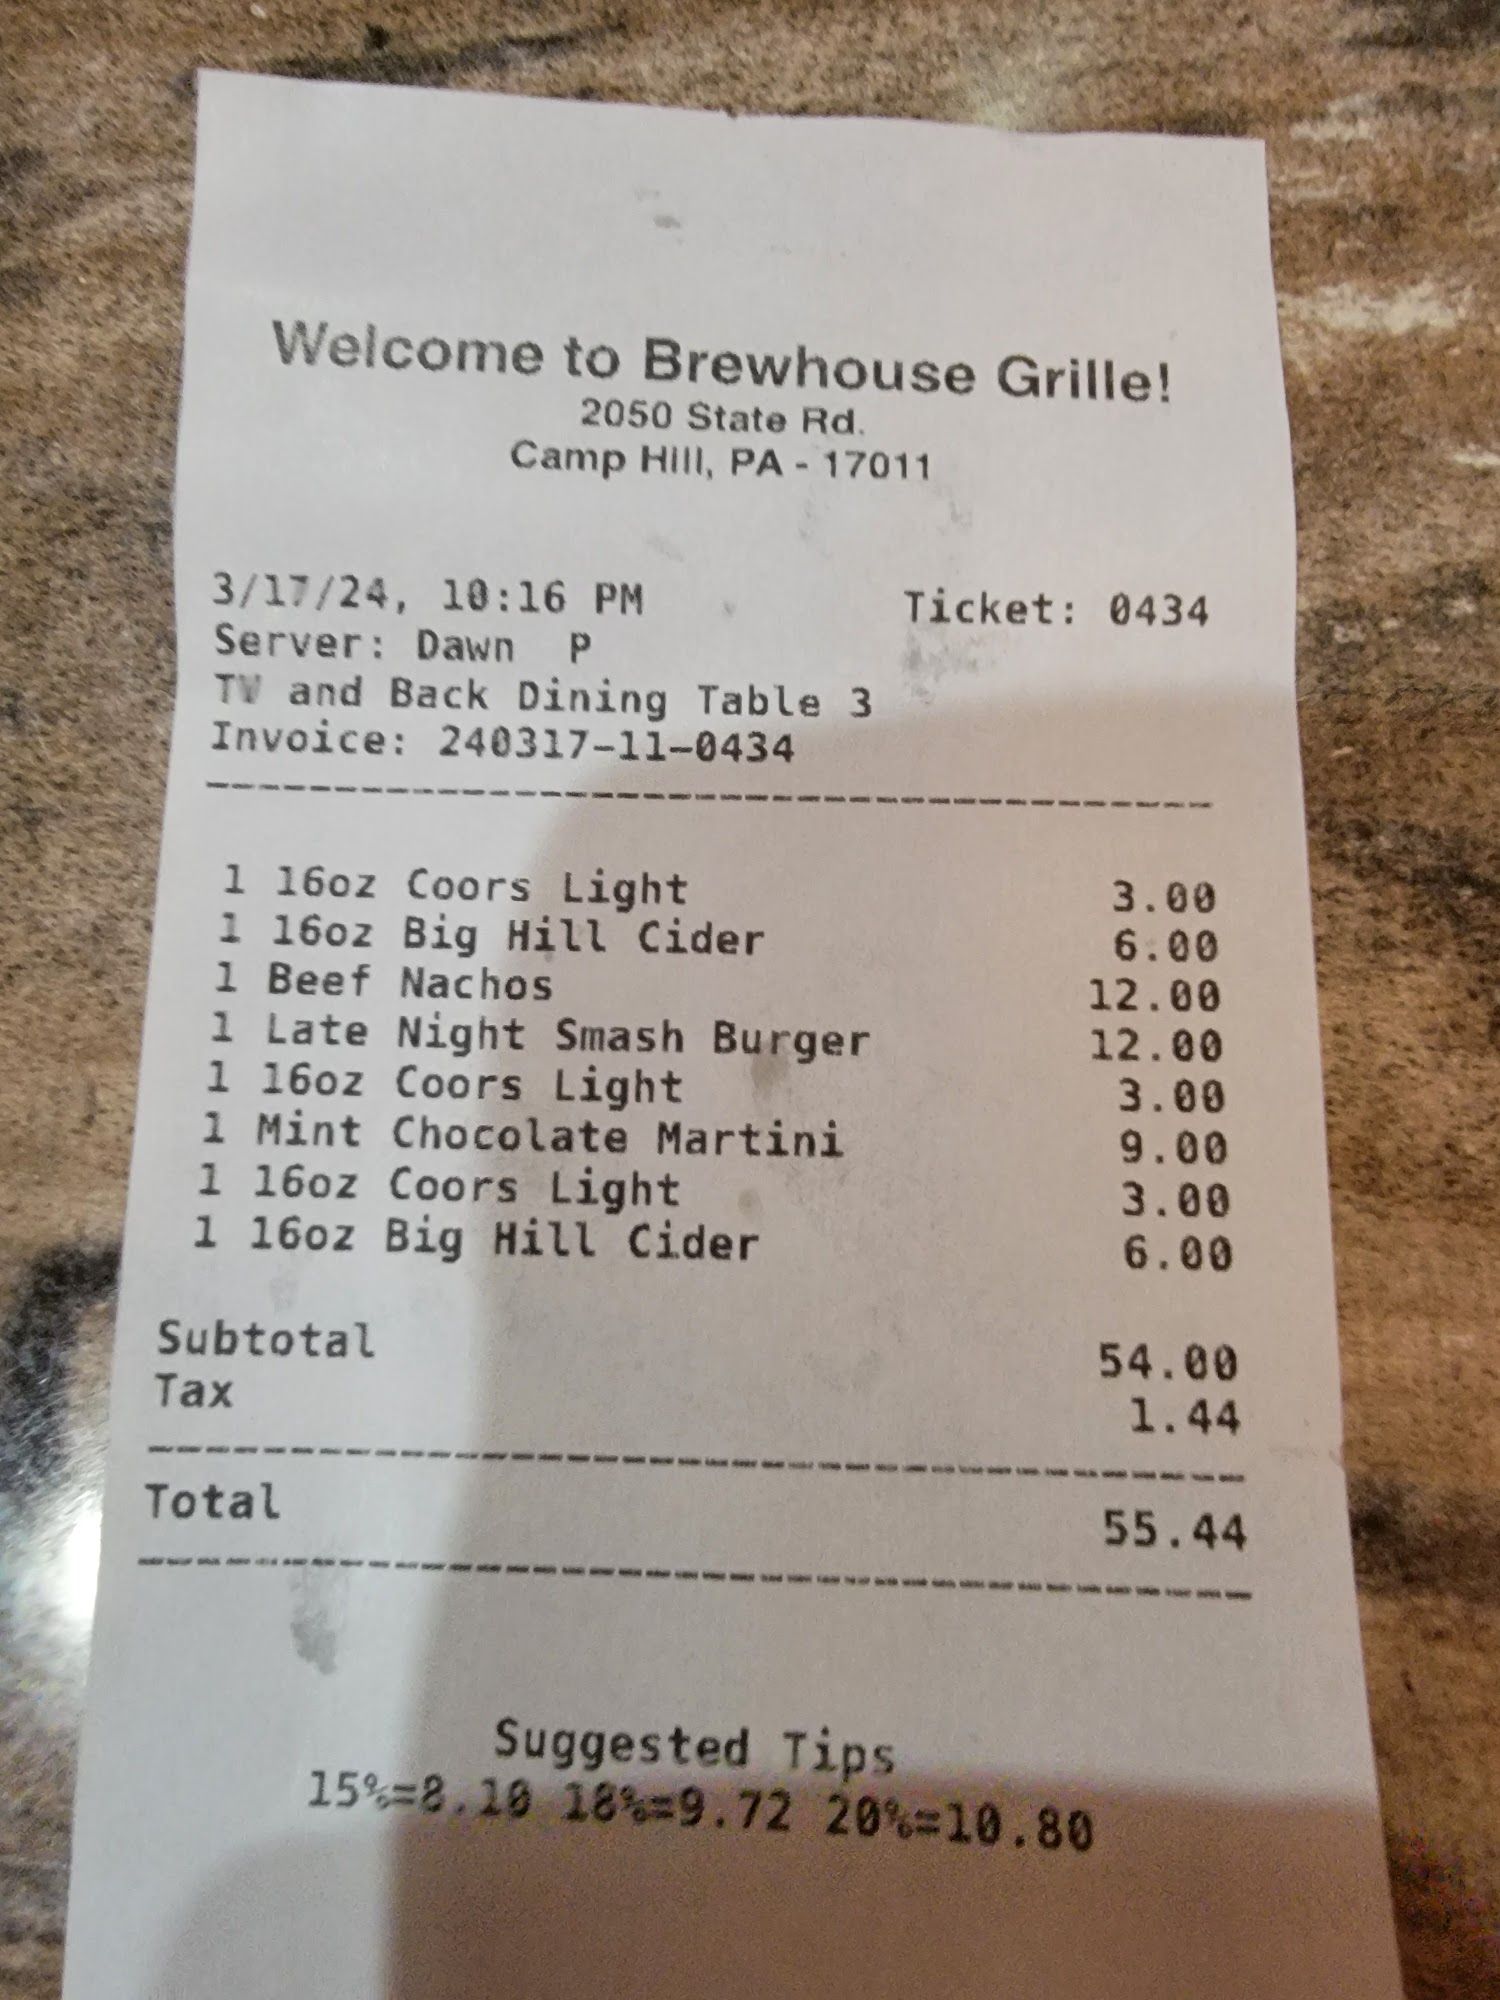 Welcome to Brewhouse Grille!
2050 State Rd.
Camp Hill, PA - 17011
3/17/24, 10:16 PM Ticket: 0434
Server: Dawn P
TV and Back Dining Table 3
Invoice: 240317-11-0434
1 16oz Coors Light 3.00
1 16oz Big Hill Cider 6.00
1 Beef Nachos 12.00
1 Late Night Smash Burger 12.00
1 16oz Coors Light 3.00
1 Mint Chocolate Martini 9.00
1 16oz Coors Light 3.00
1 16oz Big Hill Cider 6.00
Subtotal 54.00
Tax 1.44
Total 55.44
Suggested Tips
15%=8.10 18%=9.72 20%=10.80